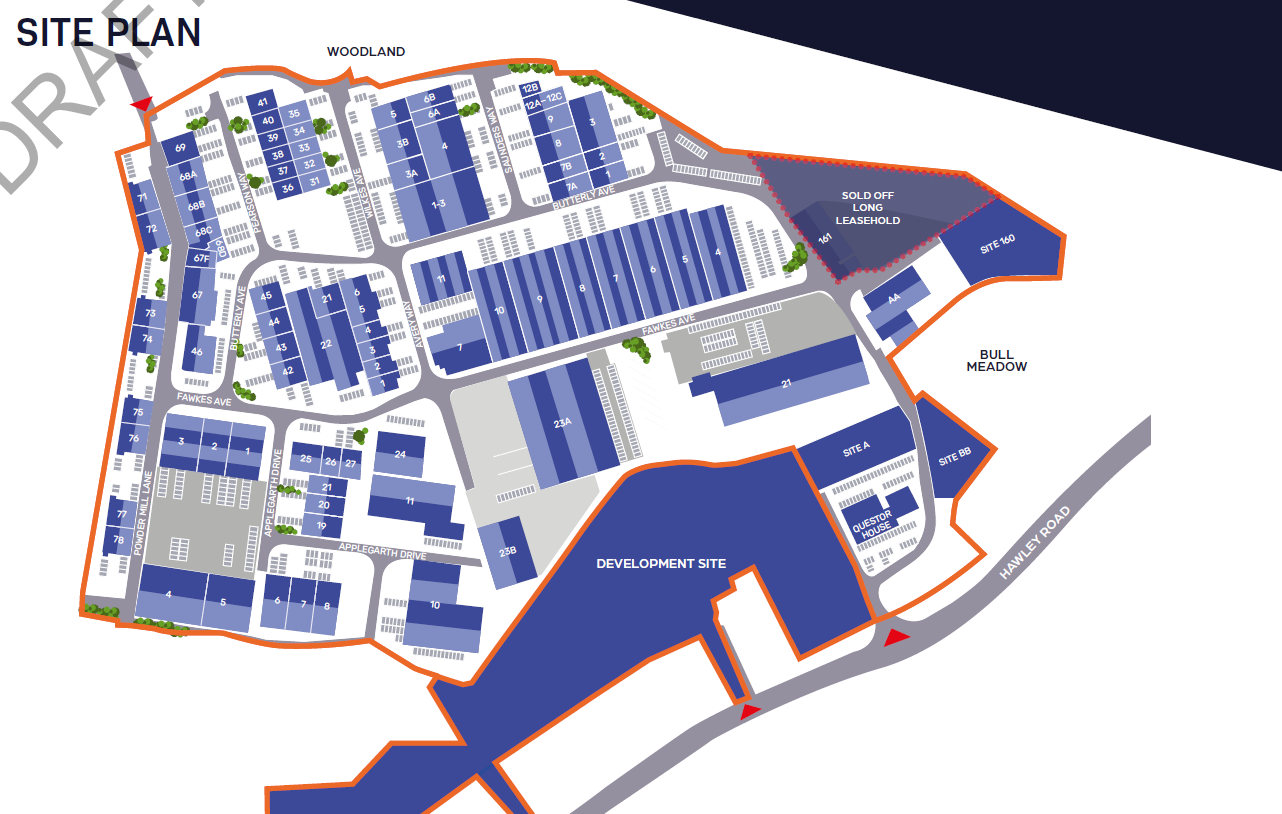 SITE PLAN
DRAFT
WOODLAND
41
40
39
38
37
36
35
34
33
32
31
5
6B
6A
3B
4
3A
1-3
12B
12A-12C
9
8
7B
7A
3
2
1
SAUNDERS WAY
PEARSON WAY
BUTTERLY AVE
69
68A
68B
68C
68D
67F
67
46
71
72
73
74
75
76
77
78
SOLD OFF
LONG
LEASEHOLD
161
SITE 160
AA
BULL
MEADOW
11
10
9
8
7
6
5
4
7
AVERY WAY
FAWKES AVE
BUTTERLY AVE
45
44
43
42
21
22
6
5
4
3
2
1
FAWKES AVE
21
23A
23B
SITE A
SITE BB
QUESTOR
HOUSE
3
2
1
POWDER MILL LANE
APPLEGARTH DRIVE
25
26
27
21
20
19
24
11
APPLEGARTH DRIVE
4
5
6
7
8
10
DEVELOPMENT SITE
HAWLEY ROAD